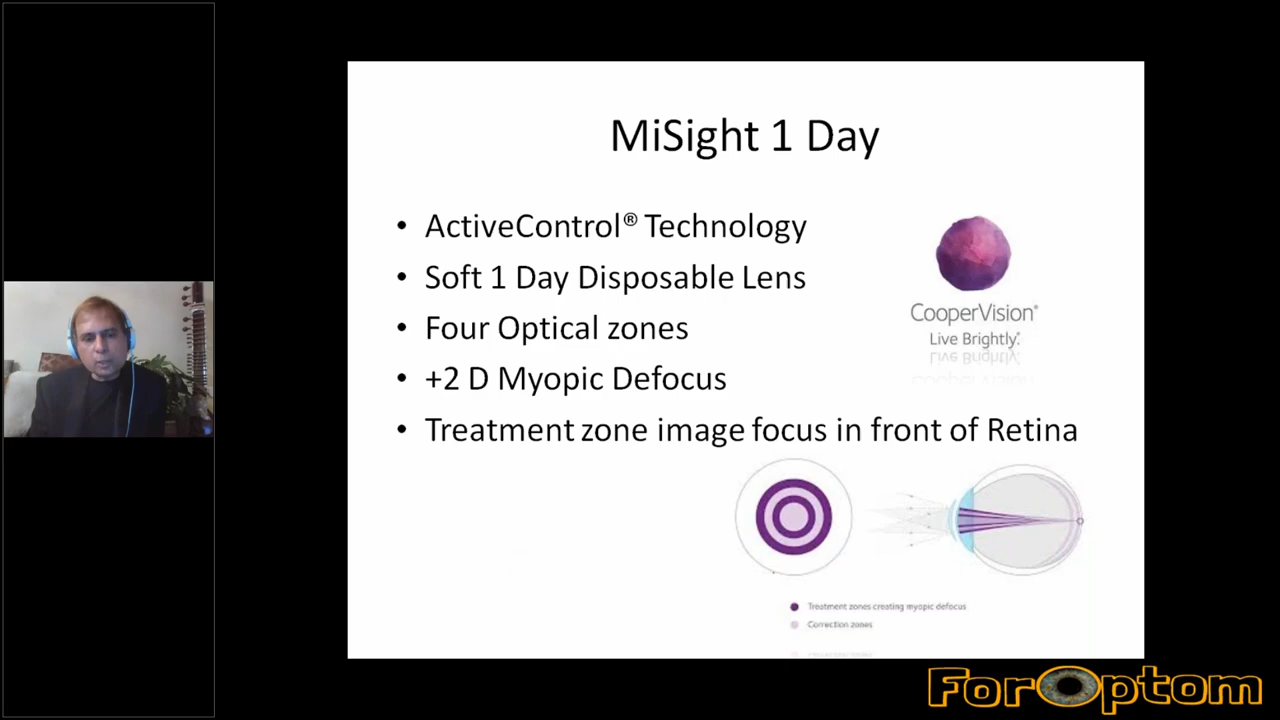 MiSight 1 Day
• ActiveControl® Technology
• Soft 1 Day Disposable Lens
• Four Optical zones
• +2 D Myopic Defocus
• Treatment zone image focus in front of Retina
CooperVision®
Live Brightly.
Treatment zones creating myopic defocus
Correction zones
ForOptom